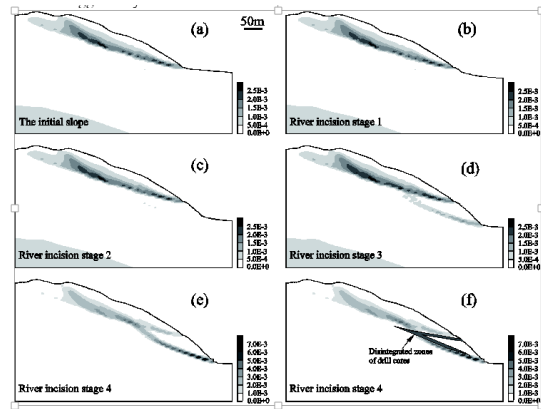 (a)
50m
(b)
2.5E-3
2.0E-3
1.5E-3
1.0E-3
5.0E-4
0.0E+0
The initial slope
2.5E-3
2.0E-3
1.5E-3
1.0E-3
5.0E-4
0.0E+0
River incision stage 1
(c)
(d)
2.5E-3
2.0E-3
1.5E-3
1.0E-3
5.0E-4
0.0E+0
River incision stage 2
2.5E-3
2.0E-3
1.5E-3
1.0E-3
5.0E-4
0.0E+0
River incision stage 3
(e)
(f)
7.0E-3
6.0E-3
5.0E-3
4.0E-3
3.0E-3
2.0E-3
1.0E-3
0.0E+0
River incision stage 4
Disintegrated zones
of drill cores
7.0E-3
6.0E-3
5.0E-3
4.0E-3
3.0E-3
2.0E-3
1.0E-3
0.0E+0
River incision stage 4